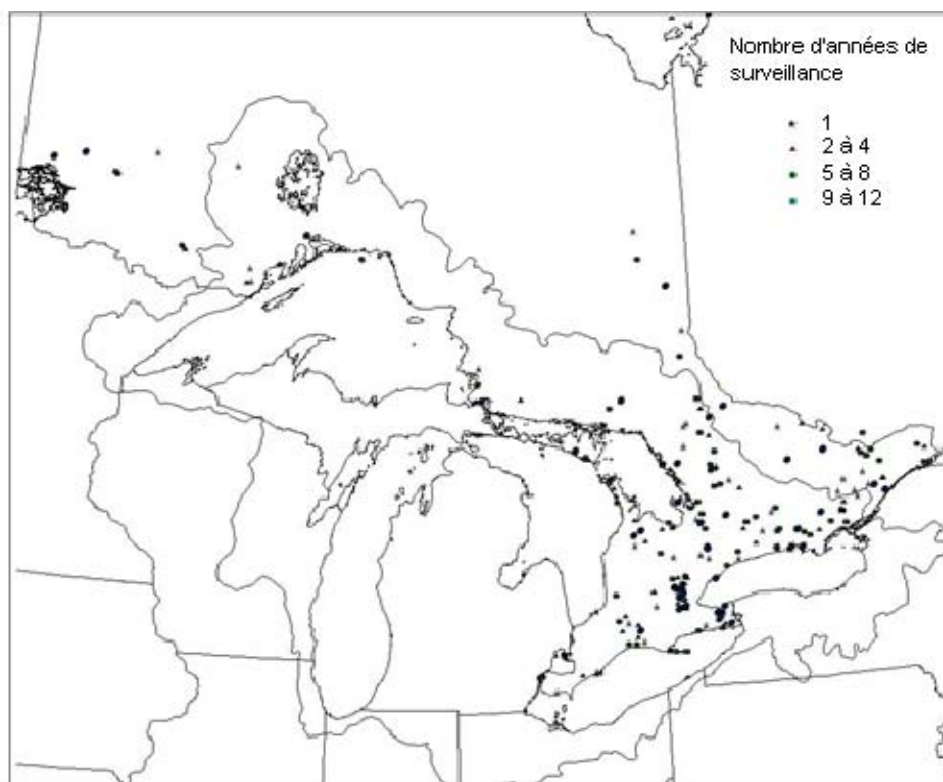 Nombre d'années de
surveillance
1
2 à 4
5 à 8
9 à 12